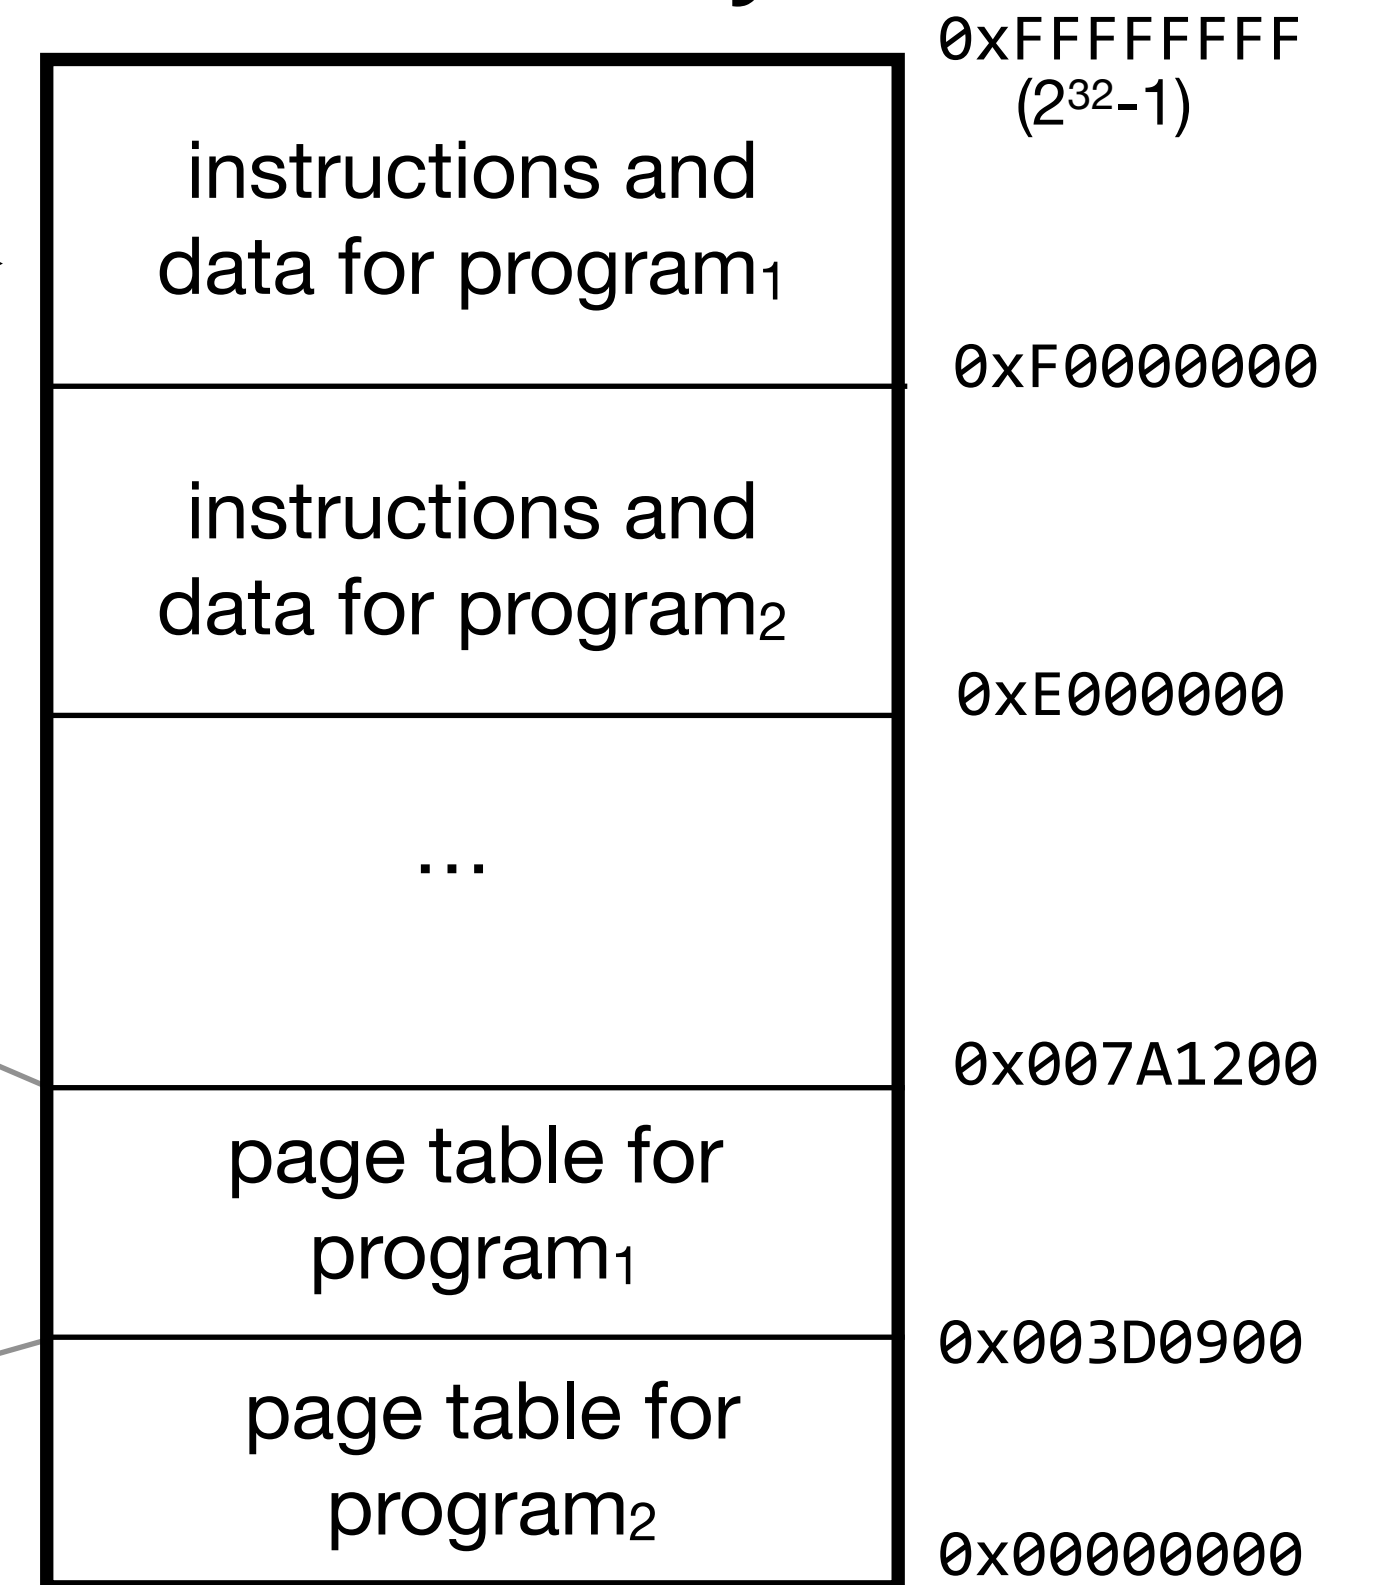 0xFFFFFFFF
(2³²-1)
instructions and
data for program₁
0xF0000000
instructions and
data for program₂
0xE000000
...
0x007A1200
page table for
program₁
0x003D0900
page table for
program₂
0x00000000